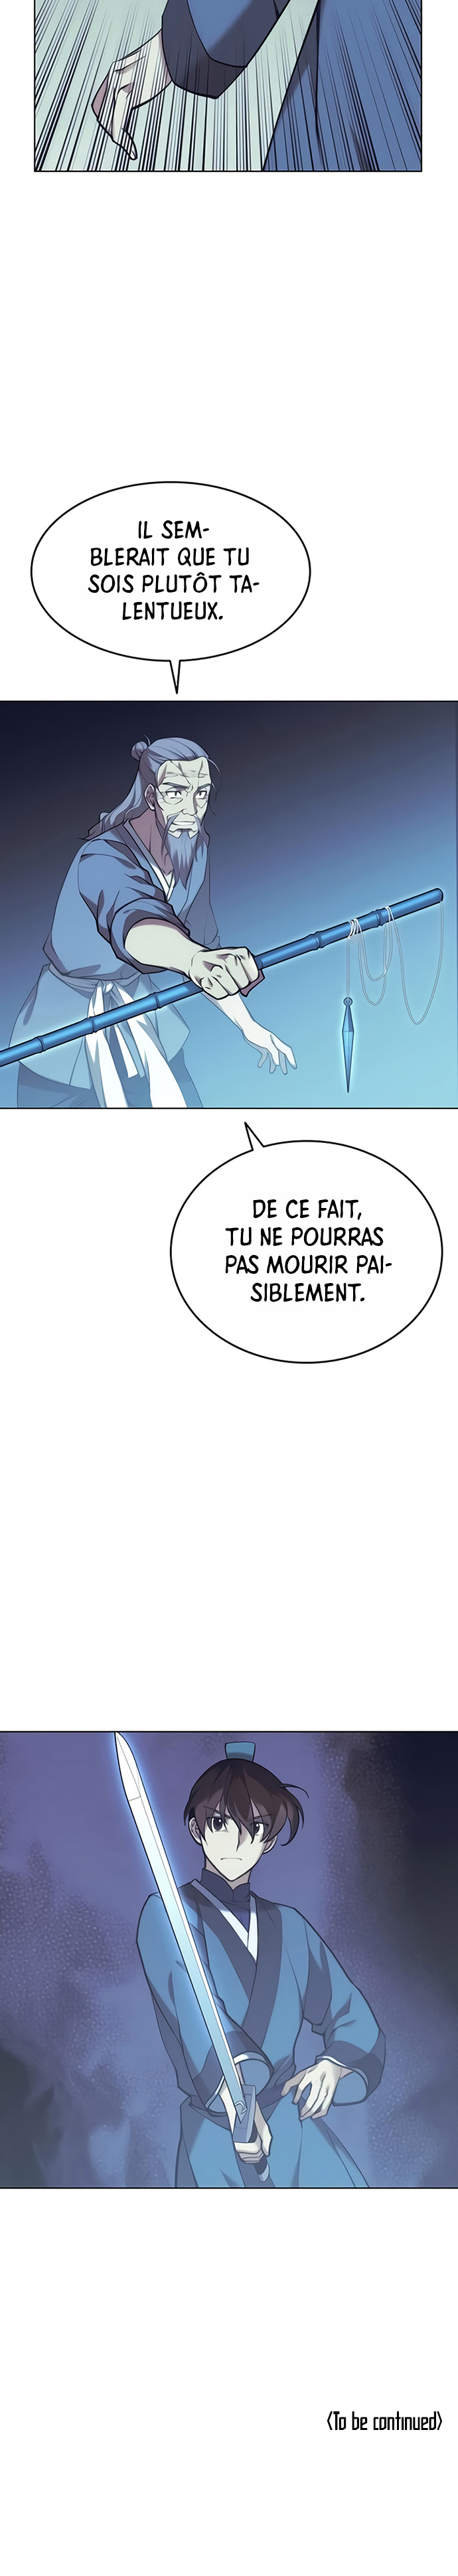 IL SEM-
BLERAIT QUE TU
SOIS PLUTÔT TA-
LENTUEUX.
DE CE FAIT,
TU NE POURRAS
PAS MOURIR PAI-
SIBLEMENT.
<To be continued>